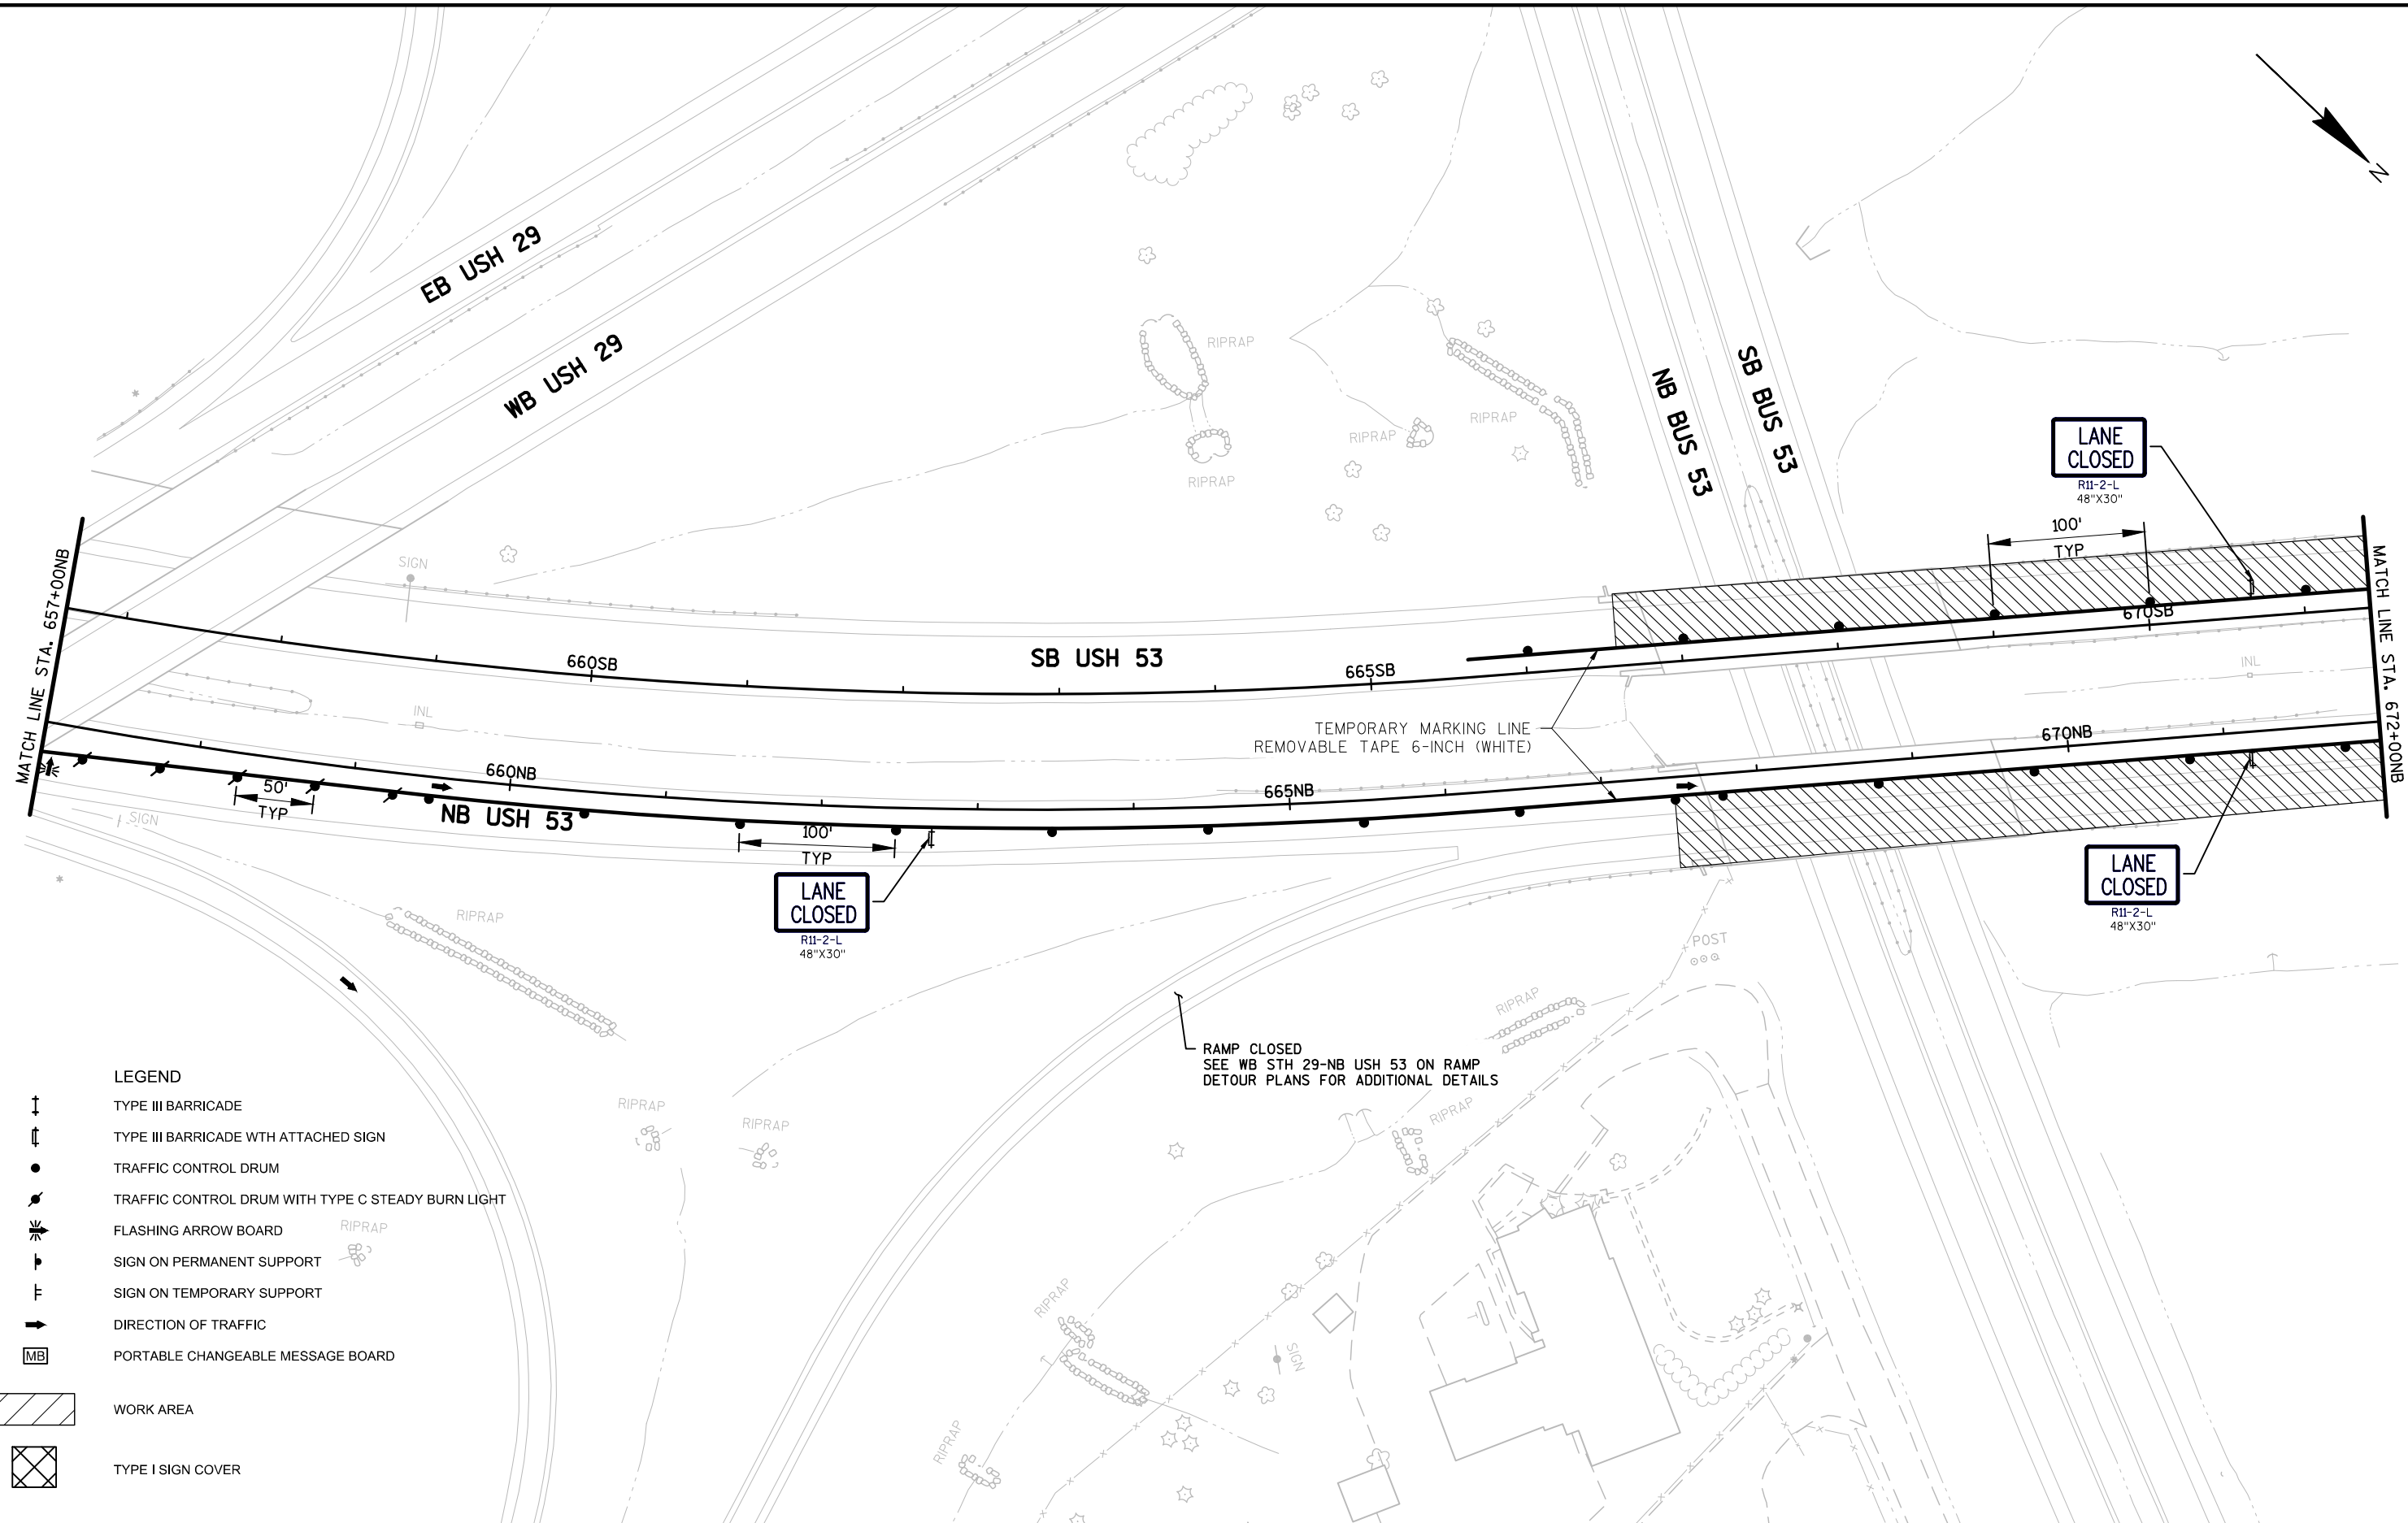 N
EB USH 29
WB USH 29
RIPRAP
RIPRAP
RIPRAP
RIPRAP
NB BUS 53
SB BUS 53
LANE
CLOSED
R11-2-L
48"X30"
100'
TYP
MATCH LINE STA. 657+00NB
MATCH LINE STA. 672+00NB
SIGN
660SB
SB USH 53
665SB
670SB
INL
INL
TEMPORARY MARKING LINE
REMOVABLE TAPE 6-INCH (WHITE)
670NB
660NB
665NB
50'
TYP
SIGN
NB USH 53
100'
TYP
LANE
CLOSED
R11-2-L
48"X30"
LANE
CLOSED
R11-2-L
48"X30"
RIPRAP
POST
RIPRAP
RAMP CLOSED
SEE WB STH 29-NB USH 53 ON RAMP
DETOUR PLANS FOR ADDITIONAL DETAILS
RIPRAP
RIPRAP
RIPRAP
LEGEND
TYPE III BARRICADE
TYPE III BARRICADE WTH ATTACHED SIGN
TRAFFIC CONTROL DRUM
TRAFFIC CONTROL DRUM WITH TYPE C STEADY BURN LIGHT
FLASHING ARROW BOARD
RIPRAP
SIGN ON PERMANENT SUPPORT
SIGN ON TEMPORARY SUPPORT
DIRECTION OF TRAFFIC
MB PORTABLE CHANGEABLE MESSAGE BOARD
WORK AREA
TYPE I SIGN COVER
RIPRAP
SIGN
RIPRAP